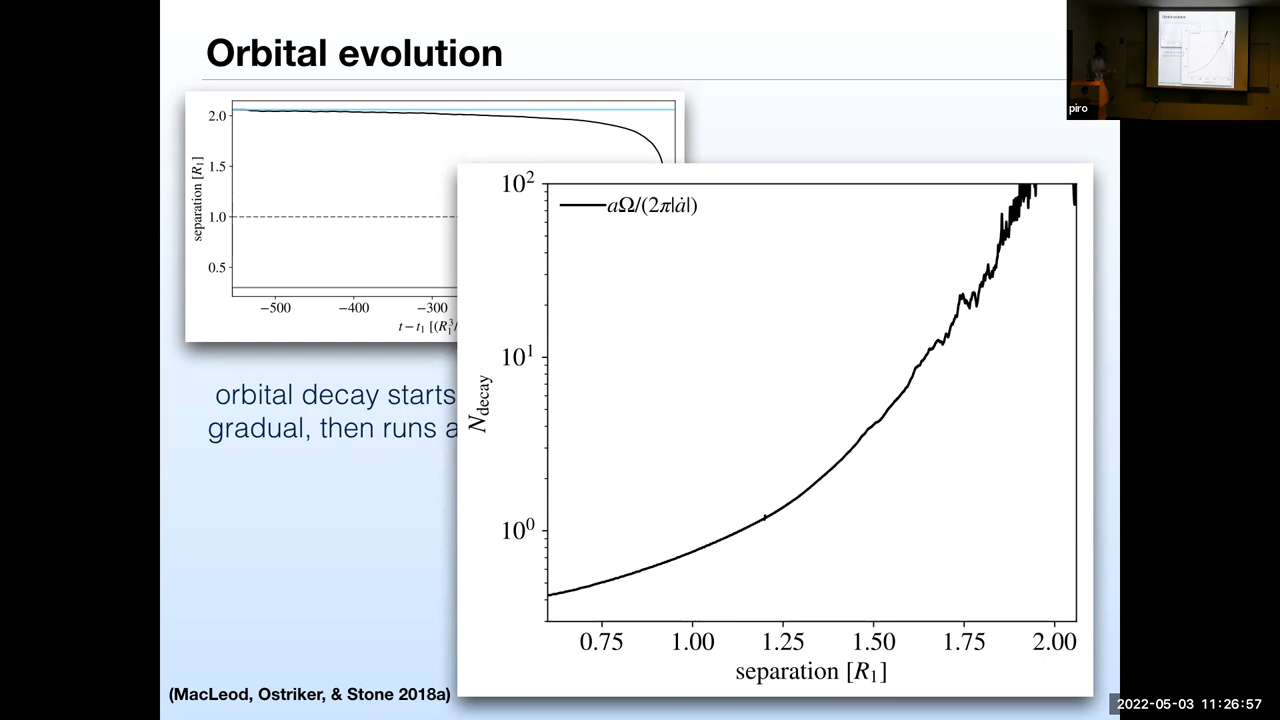 Orbital evolution
piro
2.0
1.5
1.0
0.5
separation [R₁]
−500
−400
−300
t − t₁ [(R₁³/
10²
10¹
10⁰
aΩ/(2π|ȧ|)
N_decay
0.75
1.00
1.25
1.50
1.75
2.00
separation [R₁]
orbital decay starts
gradual, then runs a
(MacLeod, Ostriker, & Stone 2018a)
2022-05-03 11:26:57